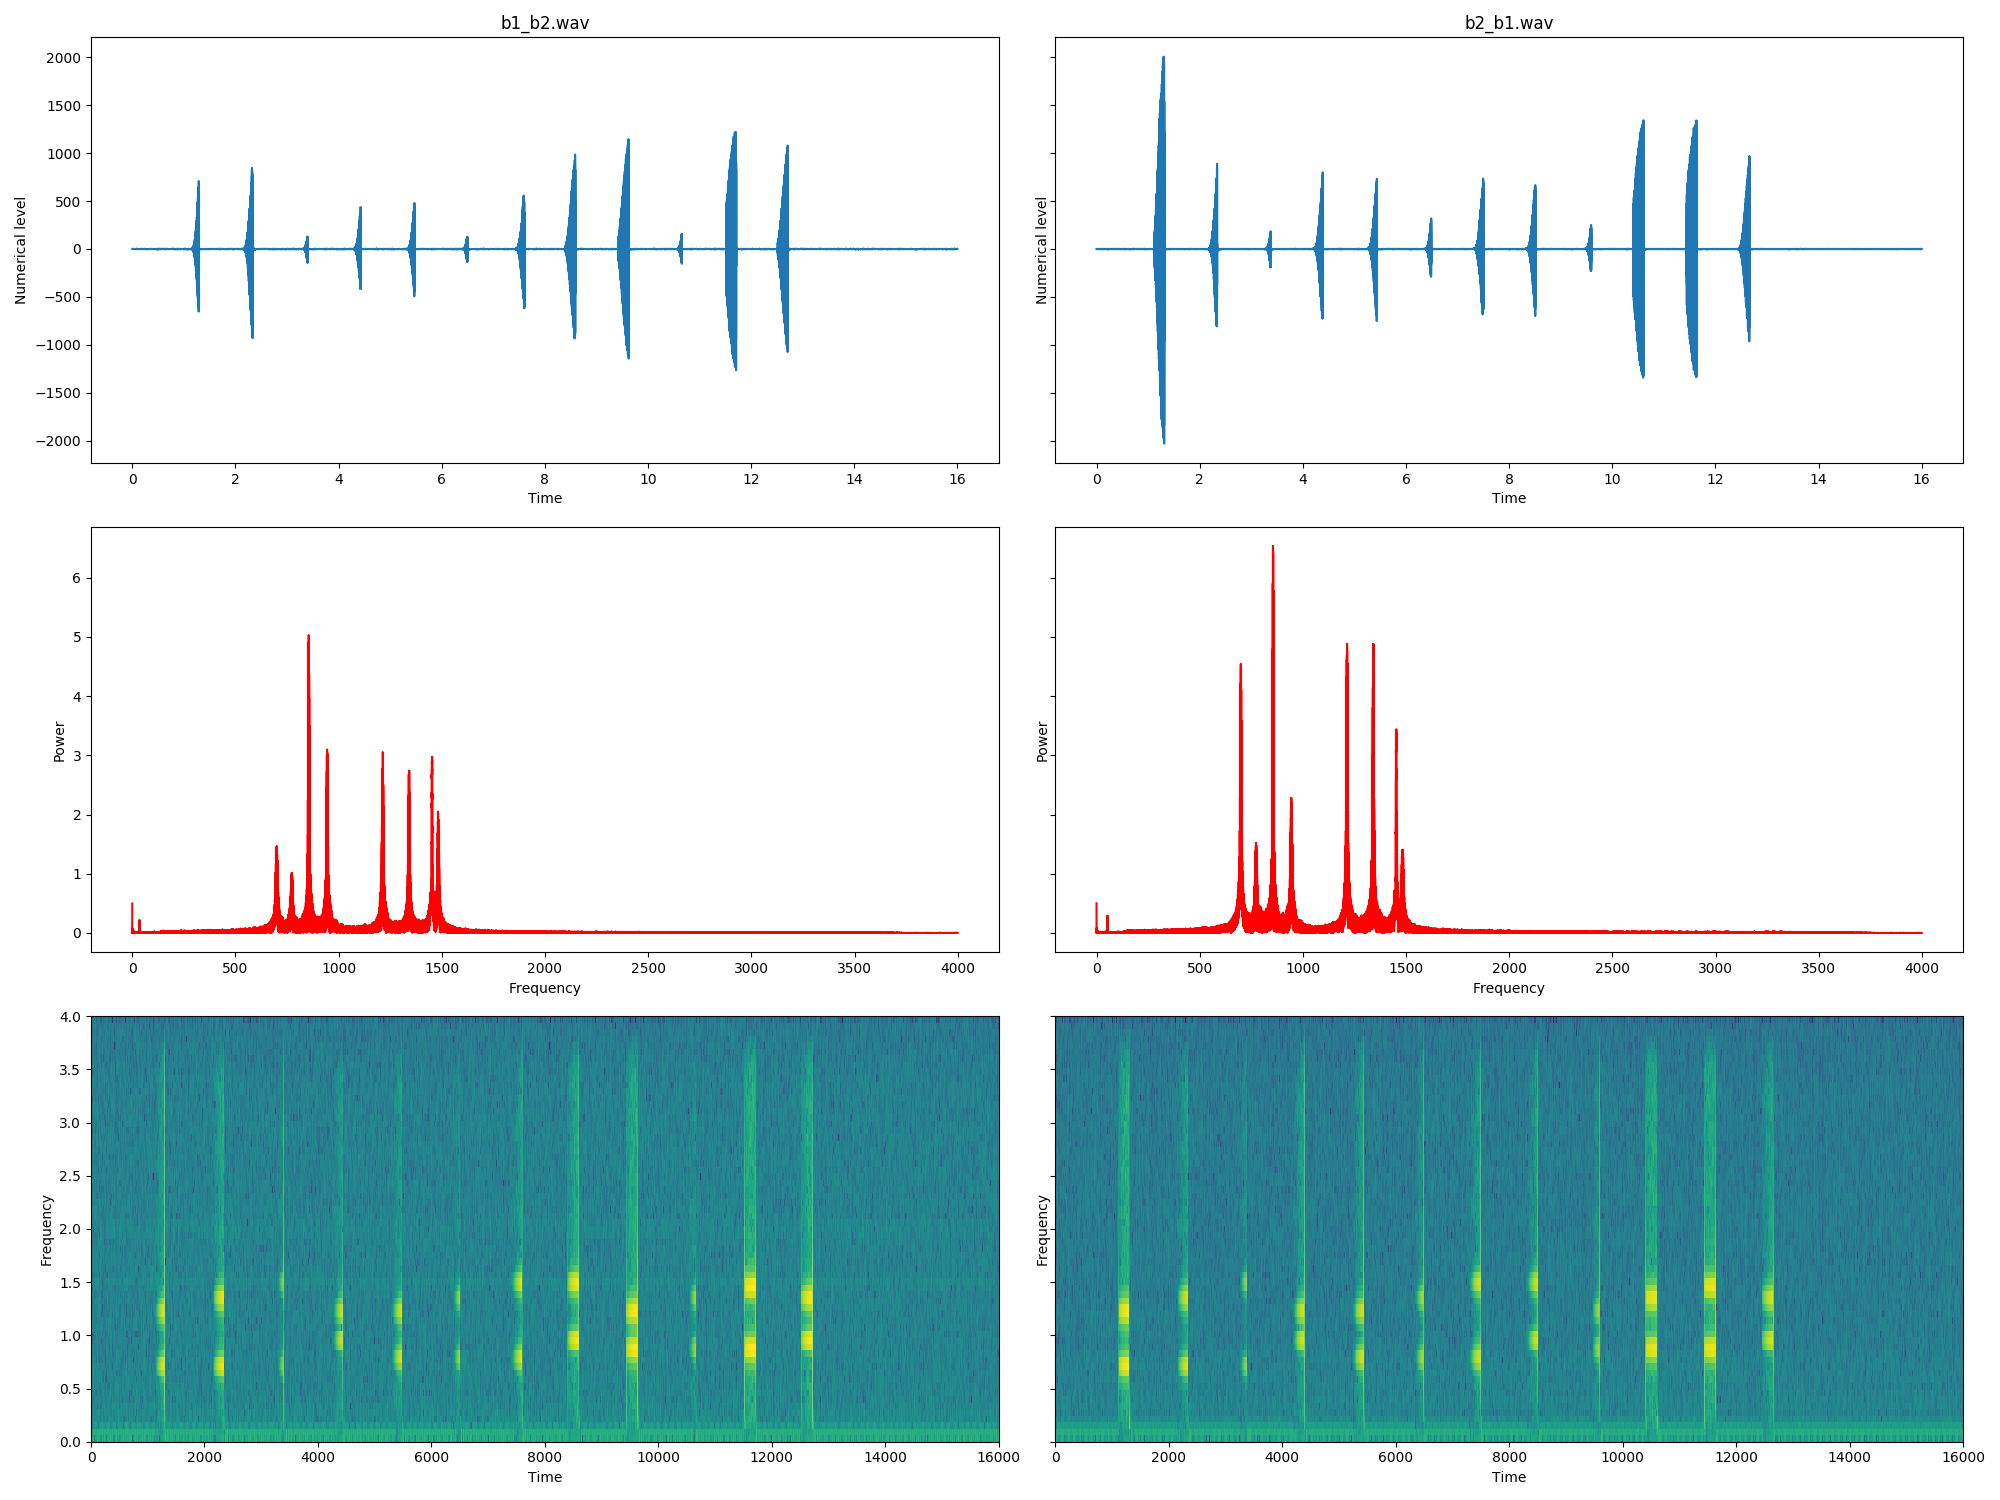 b1_b2.wav
b2_b1.wav
2000
1500
1000
500
0
−500
−1000
−1500
−2000
Numerical level
Numerical level
0 2 4 6 8 10 12 14 16
0 2 4 6 8 10 12 14 16
Time
Time
6
5
4
3
2
1
0
Power
Power
0 500 1000 1500 2000 2500 3000 3500 4000
0 500 1000 1500 2000 2500 3000 3500 4000
Frequency
Frequency
4.0
3.5
3.0
2.5
2.0
1.5
1.0
0.5
0.0
Frequency
Frequency
0 2000 4000 6000 8000 10000 12000 14000 16000
0 2000 4000 6000 8000 10000 12000 14000 16000
Time
Time